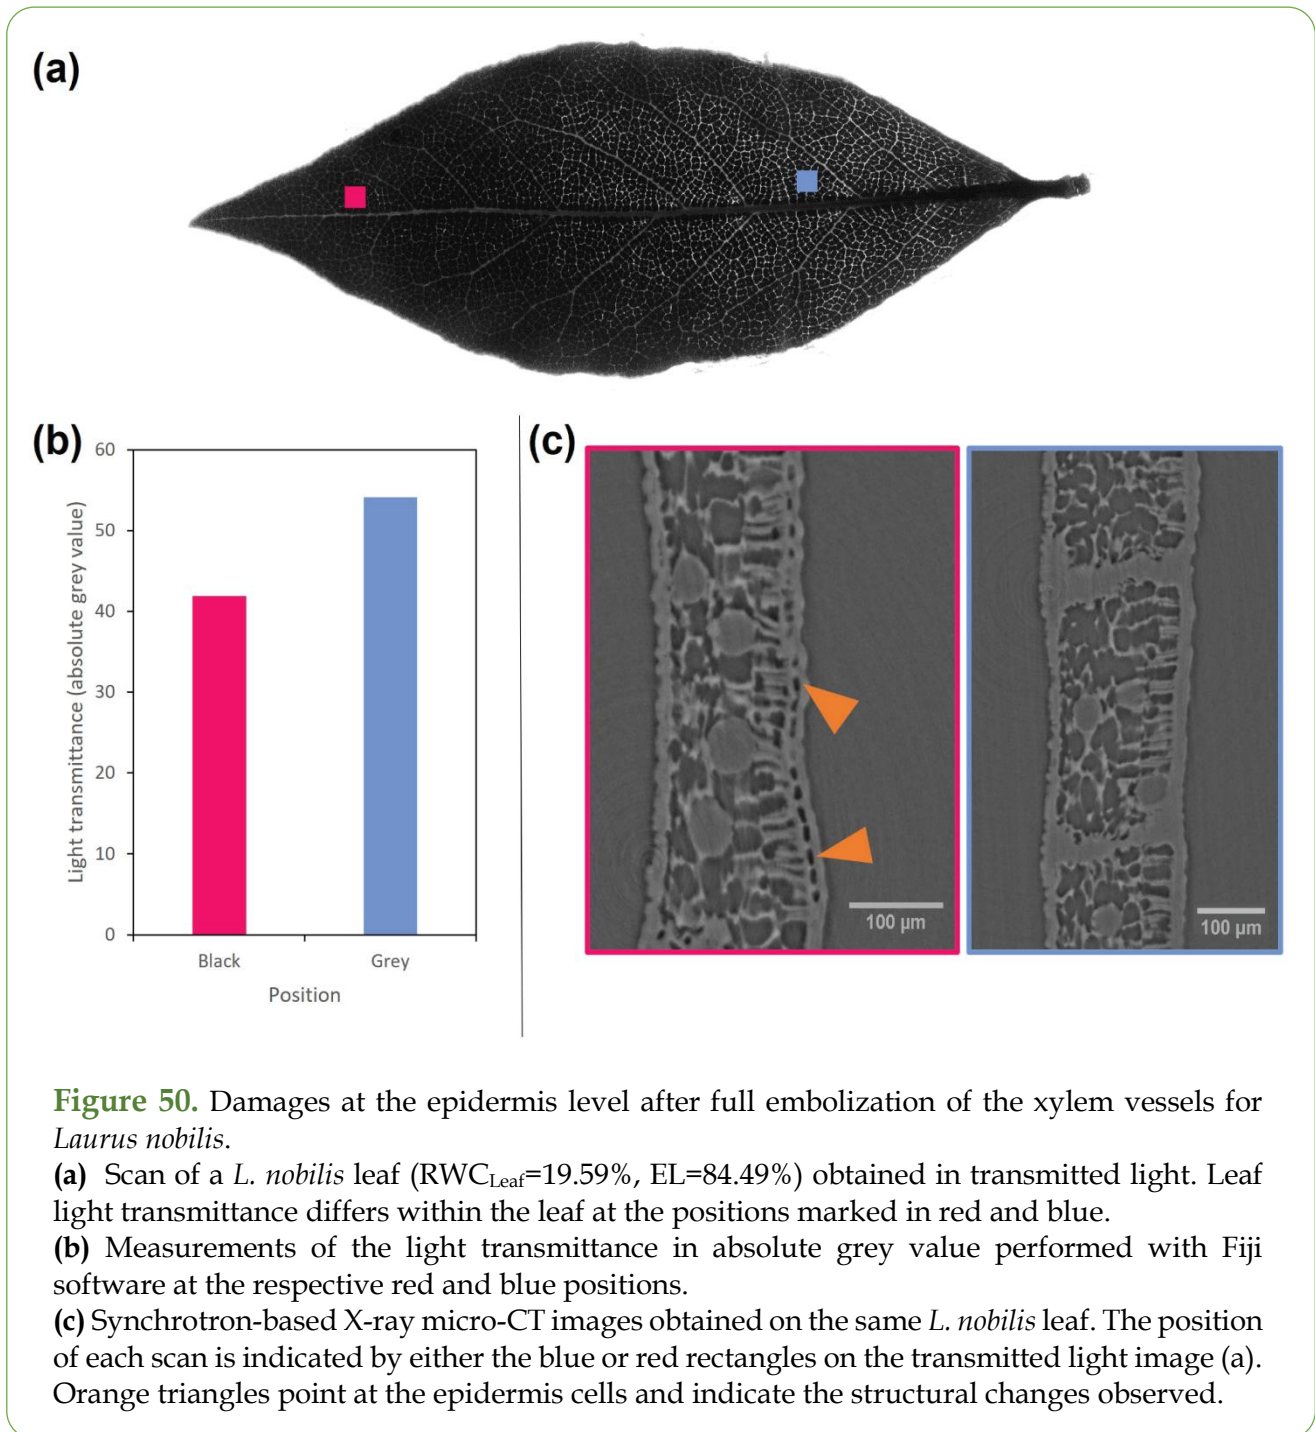 (a)
(b)
60
50
40
30
20
10
0
Light transmittance (absolute grey value)
Black
Grey
Position
(c)
100 µm
100 µm
Figure 50. Damages at the epidermis level after full embolization of the xylem vessels for
Laurus nobilis.
(a) Scan of a L. nobilis leaf (RWCLeaf=19.59%, EL=84.49%) obtained in transmitted light. Leaf
light transmittance differs within the leaf at the positions marked in red and blue.
(b) Measurements of the light transmittance in absolute grey value performed with Fiji
software at the respective red and blue positions.
(c) Synchrotron-based X-ray micro-CT images obtained on the same L. nobilis leaf. The position
of each scan is indicated by either the blue or red rectangles on the transmitted light image (a).
Orange triangles point at the epidermis cells and indicate the structural changes observed.